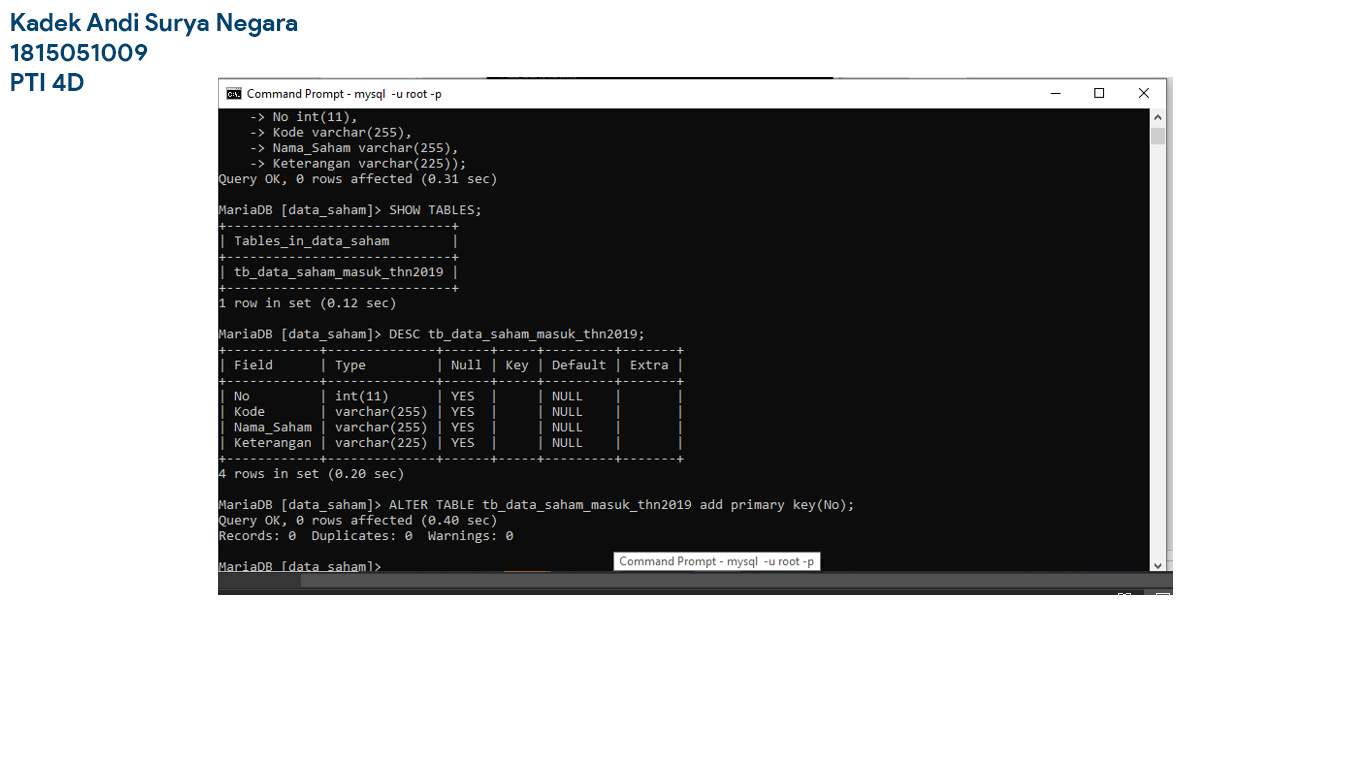 Kadek Andi Surya Negara
1815051009
PTI 4D
Command Prompt - mysql  -u root -p
    -> No int(11),
    -> Kode varchar(255),
    -> Nama_Saham varchar(255),
    -> Keterangan varchar(225));
Query OK, 0 rows affected (0.31 sec)
MariaDB [data_saham]> SHOW TABLES;
+-----------------------------+
| Tables_in_data_saham        |
+-----------------------------+
| tb_data_saham_masuk_thn2019 |
+-----------------------------+
1 row in set (0.12 sec)
MariaDB [data_saham]> DESC tb_data_saham_masuk_thn2019;
+------------+--------------+------+-----+---------+-------+
| Field      | Type         | Null | Key | Default | Extra |
+------------+--------------+------+-----+---------+-------+
| No         | int(11)      | YES  |     | NULL    |       |
| Kode       | varchar(255) | YES  |     | NULL    |       |
| Nama_Saham | varchar(255) | YES  |     | NULL    |       |
| Keterangan | varchar(225) | YES  |     | NULL    |       |
+------------+--------------+------+-----+---------+-------+
4 rows in set (0.20 sec)
MariaDB [data_saham]> ALTER TABLE tb_data_saham_masuk_thn2019 add primary key(No);
Query OK, 0 rows affected (0.40 sec)
Records: 0  Duplicates: 0  Warnings: 0
MariaDB [data_saham]>
Command Prompt - mysql  -u root -p